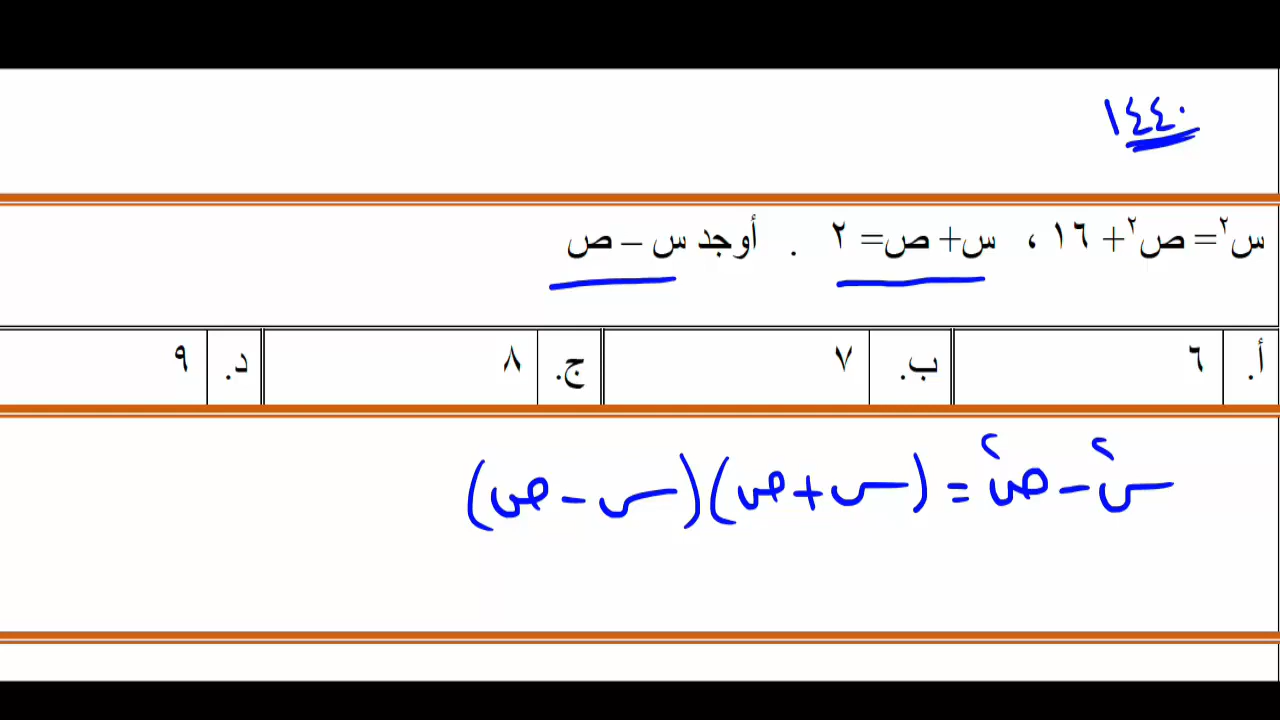 ١٤٤٠
س٢= ص٢+ ١٦ ، س+ ص= ٢ . أوجد س – ص
أ. ٦ ب. ٧ ج. ٨ د. ٩
س٢ - ص٢ = (س + ص)(س - ص)